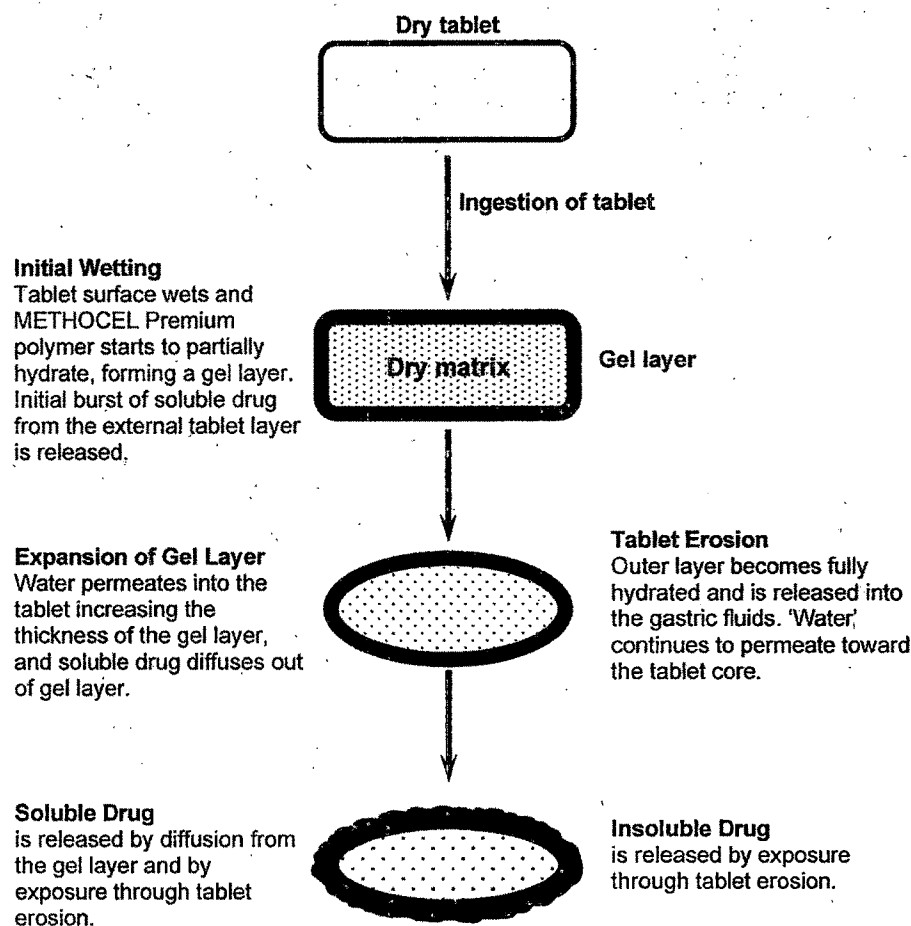 Dry tablet
Ingestion of tablet
Initial Wetting
Tablet surface wets and
METHOCEL Premium
polymer starts to partially
hydrate, forming a gel layer.
Initial burst of soluble drug
from the external tablet layer
is released.
Dry matrix
Gel layer
Expansion of Gel Layer
Water permeates into the
tablet increasing the
thickness of the gel layer,
and soluble drug diffuses out
of gel layer.
Tablet Erosion
Outer layer becomes fully
hydrated and is released into
the gastric fluids. 'Water,'
continues to permeate toward
the tablet core.
Soluble Drug
is released by diffusion from
the gel layer and by
exposure through tablet
erosion.
Insoluble Drug
is released by exposure
through tablet erosion.